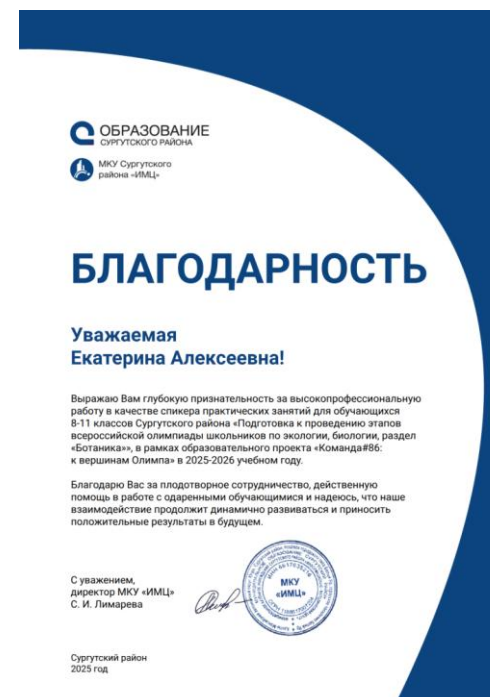 ОБРАЗОВАНИЕ
СУРГУТСКОГО РАЙОНА
МКУ Сургутского
района «ИМЦ»
БЛАГОДАРНОСТЬ
Уважаемая
Екатерина Алексеевна!
Выражаю Вам глубокую признательность за высокопрофессиональную
работу в качестве спикера практических занятий для обучающихся
8-11 классов Сургутского района «Подготовка к проведению этапов
всероссийской олимпиады школьников по экологии, биологии, раздел
«Ботаника»», в рамках образовательного проекта «Команда#86:
к вершинам Олимпа» в 2025-2026 учебном году.
Благодарю Вас за плодотворное сотрудничество, действенную
помощь в работе с одаренными обучающимися и надеюсь, что наше
взаимодействие продолжит динамично развиваться и приносить
положительные результаты в будущем.
С уважением,
директор МКУ «ИМЦ»
С. И. Лимарева
МКУ
«ИМЦ»
Сургутский район
2025 год